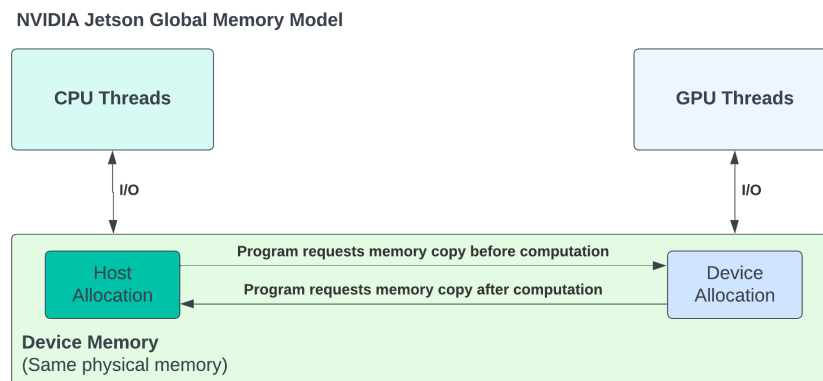 NVIDIA Jetson Global Memory Model
CPU Threads
GPU Threads
I/O
I/O
Program requests memory copy before computation
Host
Allocation
Device
Allocation
Program requests memory copy after computation
Device Memory
(Same physical memory)